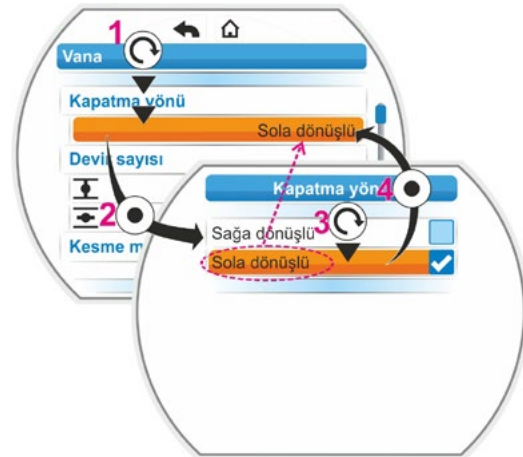 1
Vana
Kapatma yönü
Sola dönüşlü
Devir sayısı
2
Kesme m
Kapatma yön
4
Sağa dönüşlü
3
Sola dönüşlü